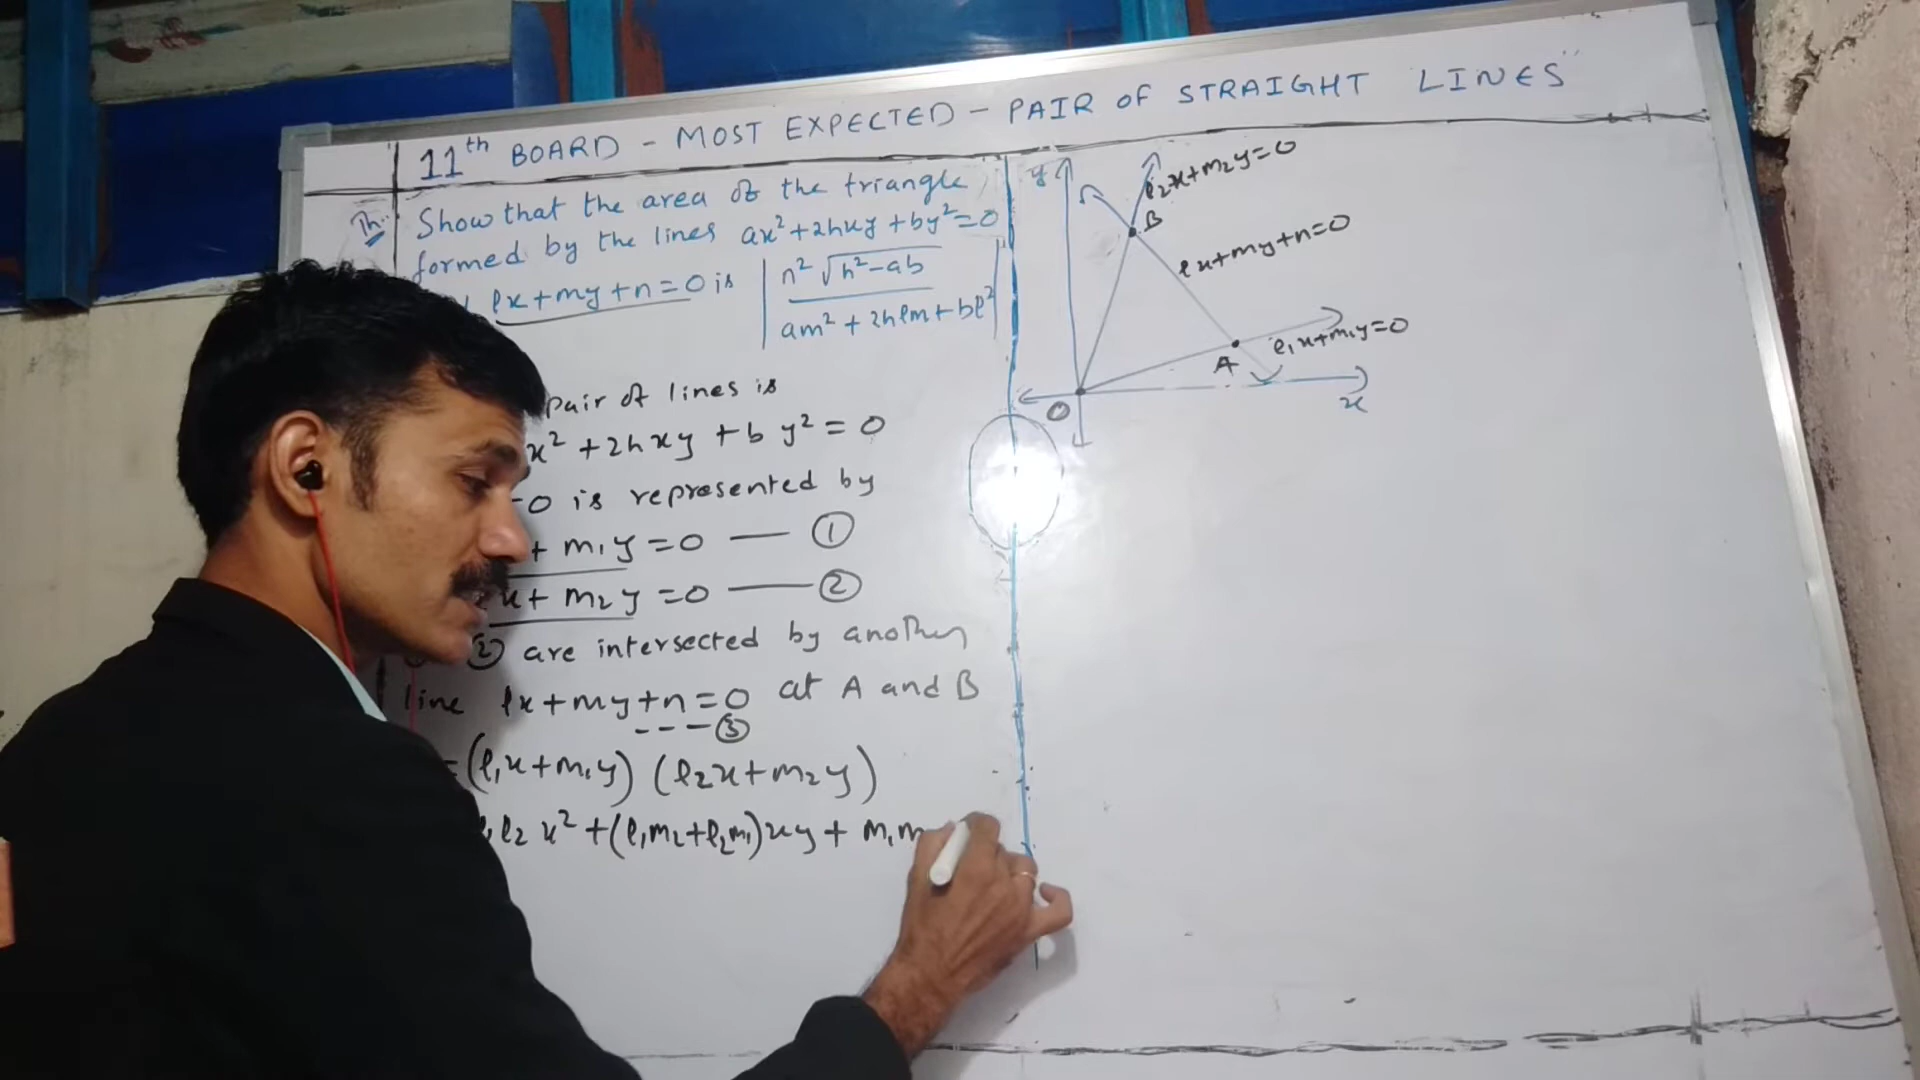 11th BOARD - MOST EXPECTED - PAIR OF STRAIGHT LINES"
Th:
Show that the area of the triangle
formed by the lines ax²+2hxy+by²=0
lx+my+n=0 is | n²√h²-ab / am²+2hlm+bl² |
pair of lines is
x²+2hxy+by²=0
0 is represented by
+m₁y=0 — ①
x+m₂y=0 — ②
② are intersected by another
line lx+my+n=0 at A and B
---③
=(l₁x+m₁y)(l₂x+m₂y)
l₂x²+(l₁m₂+l₂m₁)xy+m₁m
y
l₂x+m₂y=0
B
lx+my+n=0
l₁x+m₁y=0
A
O
x